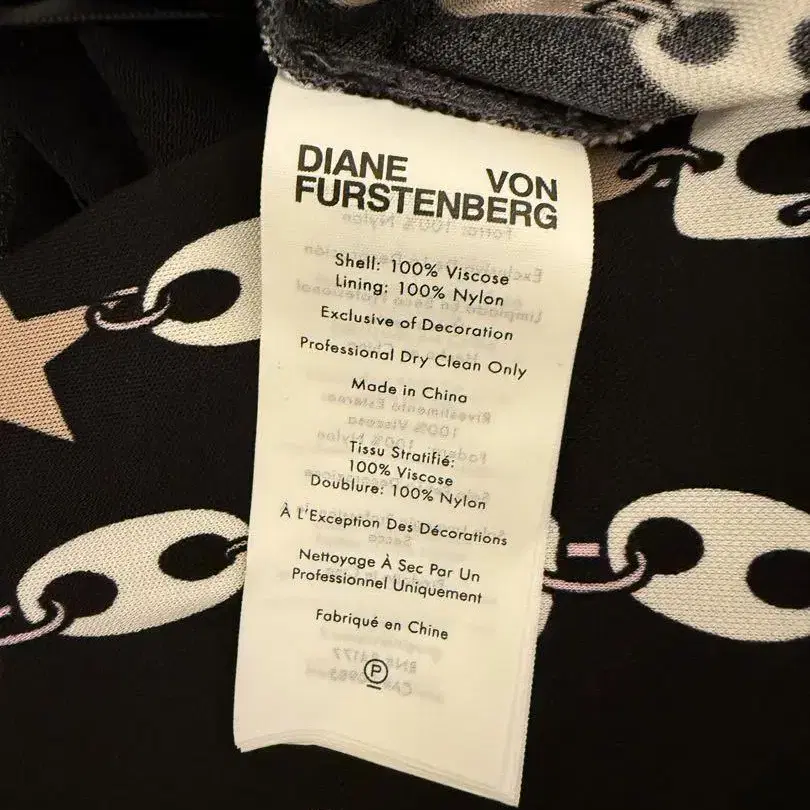 DIANE VON
FURSTENBERG
Shell: 100% Viscose
Lining: 100% Nylon
Exclusive of Decoration
Professional Dry Clean Only
Made in China
Tissu Stratifié:
100% Viscose
Doublure: 100% Nylon
À L'Exception Des Décorations
Nettoyage À Sec Par Un
Professionnel Uniquement
Fabriqué en Chine
P